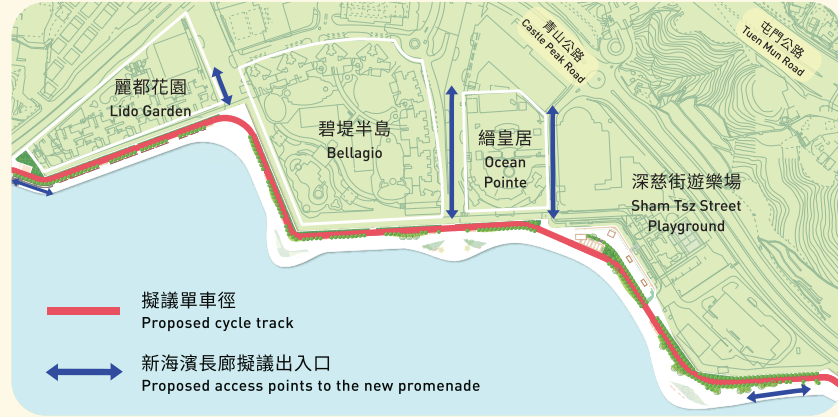 青山公路
Castle Peak Road
屯門公路
Tuen Mun Road
麗都花園
Lido Garden
碧堤半島
Bellagio
縉皇居
Ocean
Pointe
深慈街遊樂場
Sham Tsz Street
Playground
擬議單車徑
Proposed cycle track
新海濱長廊擬議出入口
Proposed access points to the new promenade